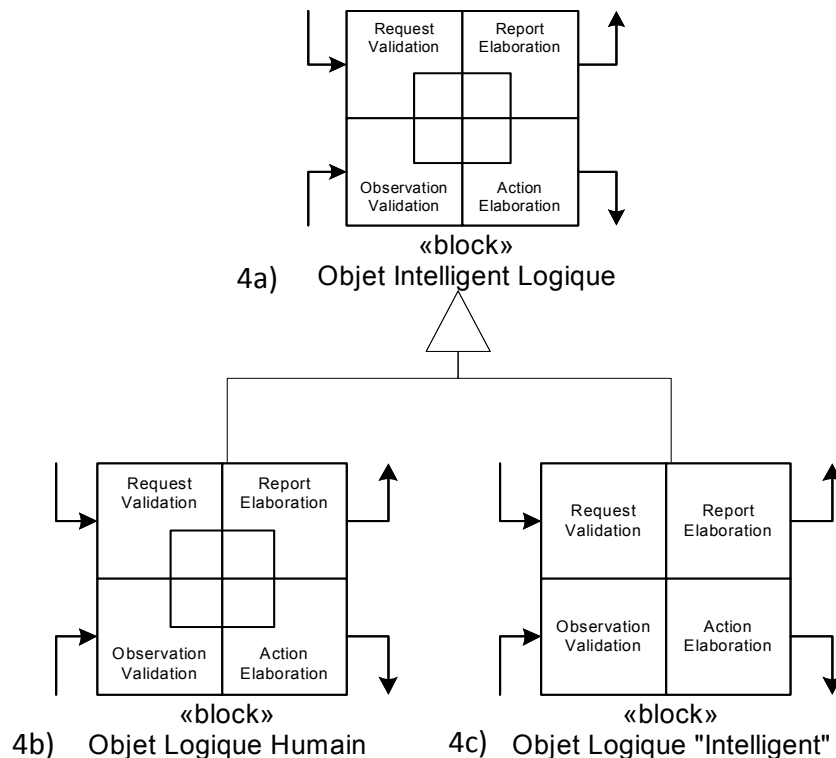 Request
Validation
Report
Elaboration
Observation
Validation
Action
Elaboration
«block»
4a) Objet Intelligent Logique
Request
Validation
Report
Elaboration
Observation
Validation
Action
Elaboration
«block»
4b) Objet Logique Humain
Request
Validation
Report
Elaboration
Observation
Validation
Action
Elaboration
«block»
4c) Objet Logique "Intelligent"